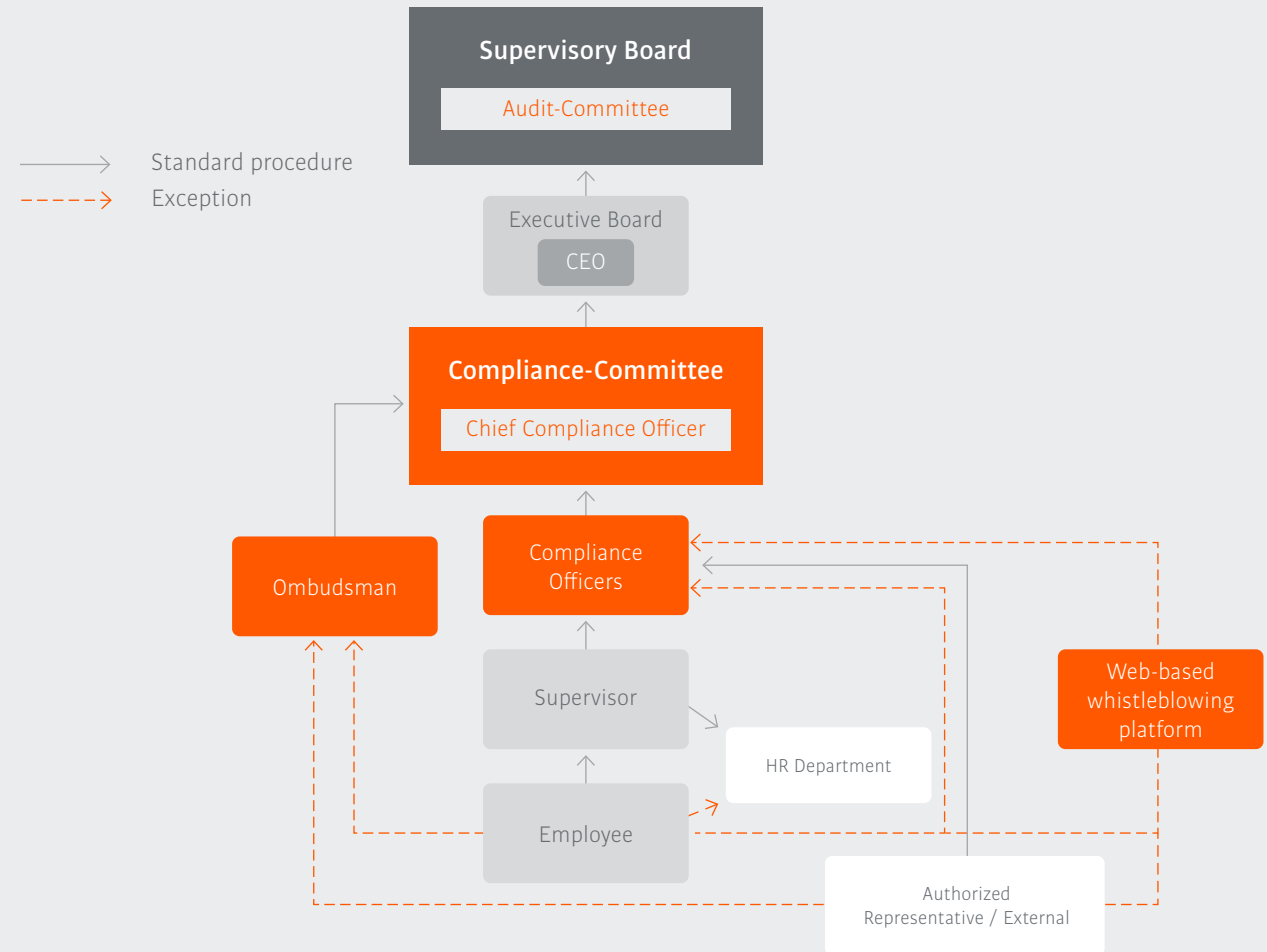 Supervisory Board
Audit-Committee
Standard procedure
Exception
Executive Board
CEO
Compliance-Committee
Chief Compliance Officer
Compliance
Officers
Ombudsman
Web-based
whistleblowing
platform
Supervisor
HR Department
Employee
Authorized
Representative / External